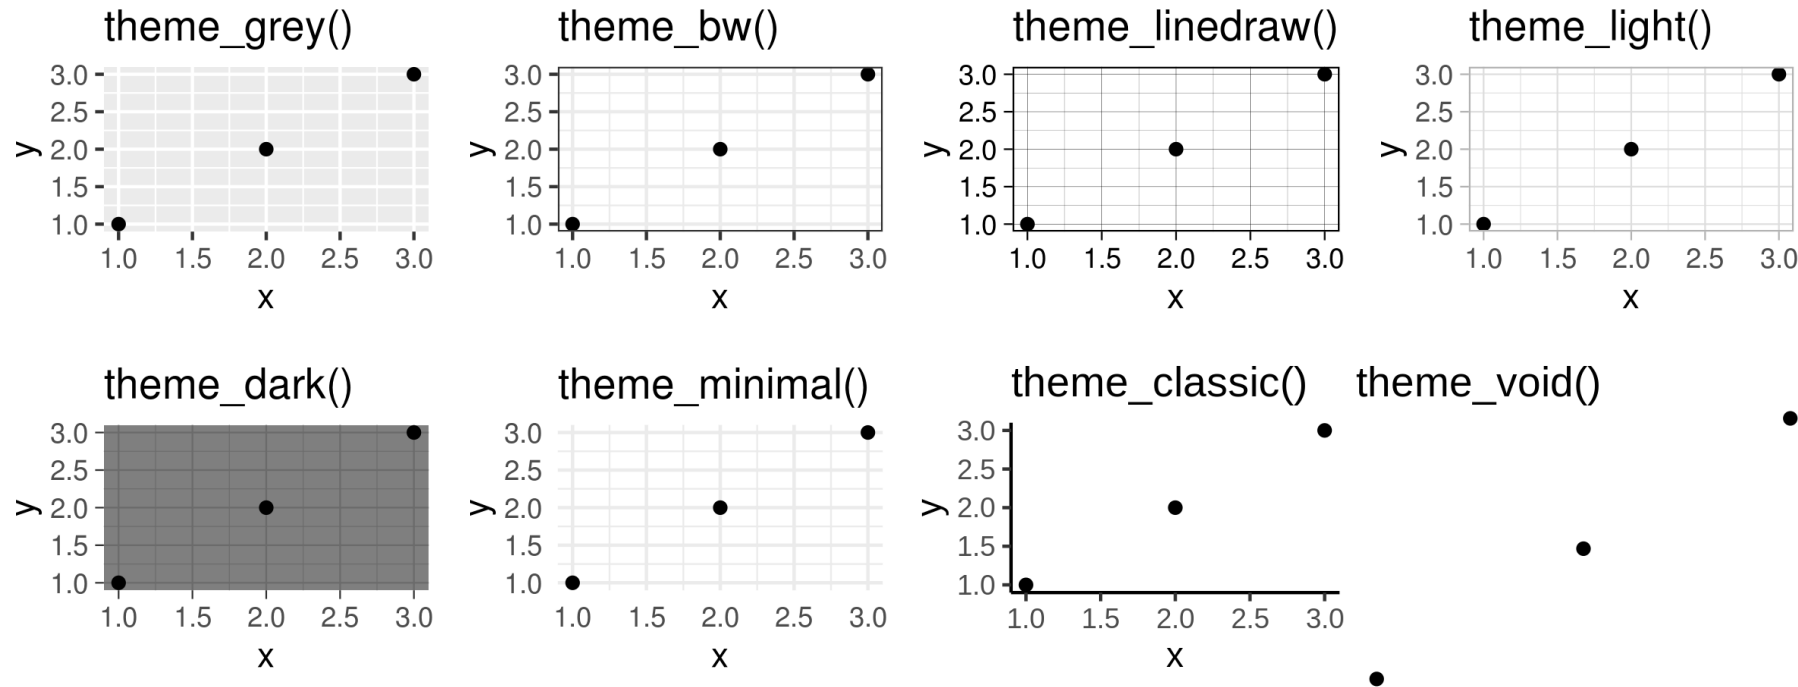 theme_grey()
3.0
2.5
2.0
1.5
1.0
y
1.0 1.5 2.0 2.5 3.0
x
theme_bw()
3.0
2.5
2.0
1.5
1.0
y
1.0 1.5 2.0 2.5 3.0
x
theme_linedraw()
3.0
2.5
2.0
1.5
1.0
y
1.0 1.5 2.0 2.5 3.0
x
theme_light()
3.0
2.5
2.0
1.5
1.0
y
1.0 1.5 2.0 2.5 3.0
x
theme_dark()
3.0
2.5
2.0
1.5
1.0
y
1.0 1.5 2.0 2.5 3.0
x
theme_minimal()
3.0
2.5
2.0
1.5
1.0
y
1.0 1.5 2.0 2.5 3.0
x
theme_classic()
3.0
2.5
2.0
1.5
1.0
y
1.0 1.5 2.0 2.5 3.0
x
theme_void()